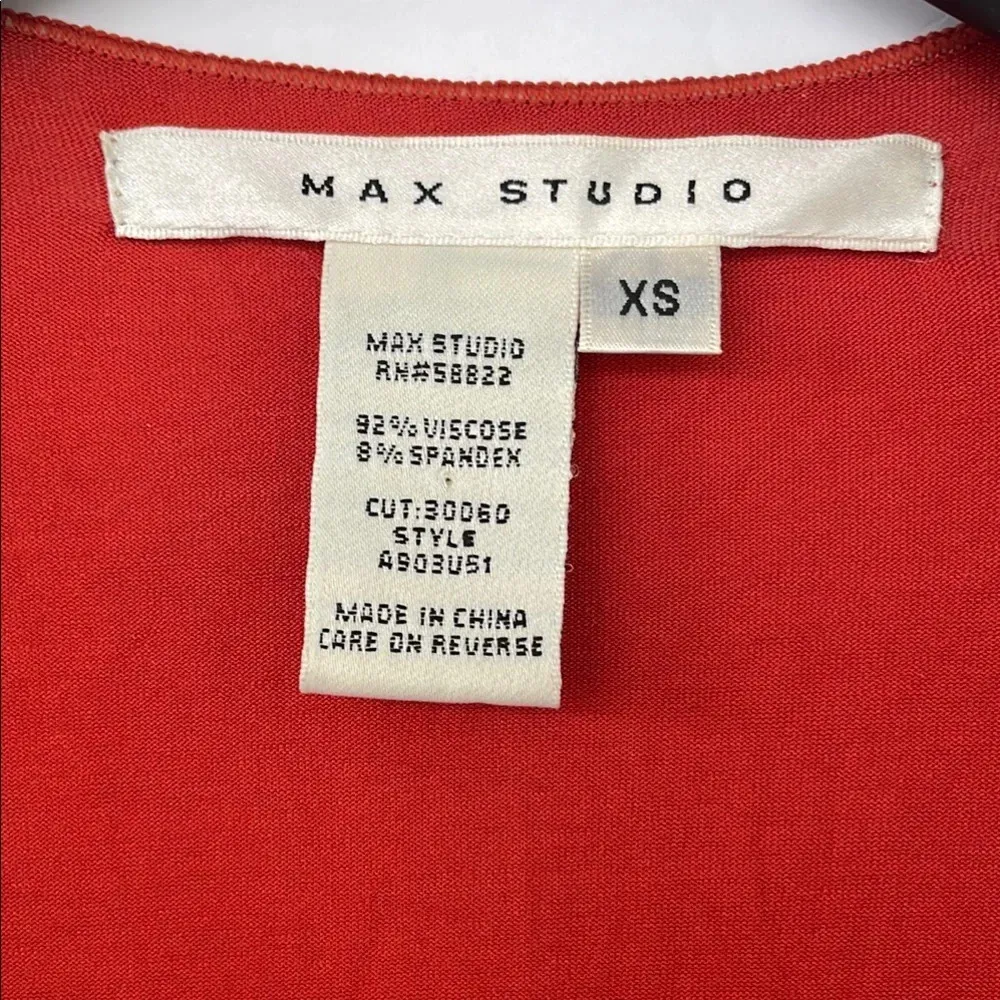 MAX STUDIO
XS
MAX STUDIO
RN#58822
92% VISCOSE
8% SPANDEX
CUT:30060
STYLE
A903U51
MADE IN CHINA
CARE ON REVERSE